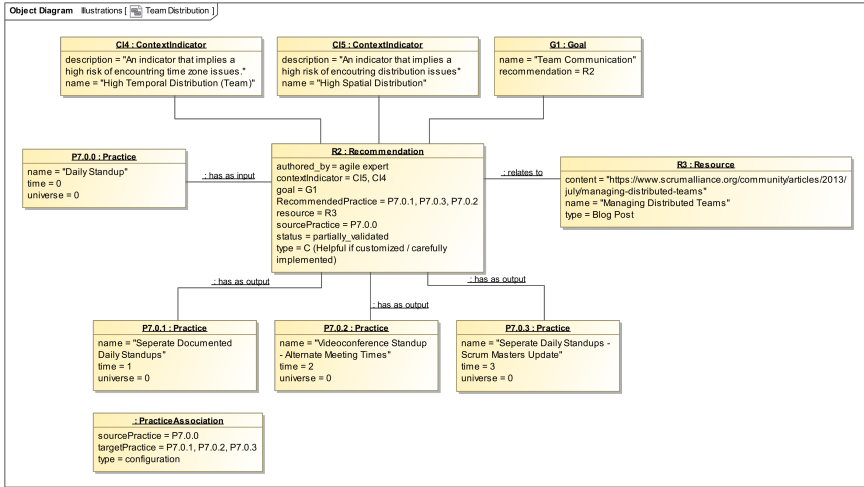 Object Diagram Illustrations [ Team Distribution ]
CI4 : ContextIndicator
description = "An indicator that implies a
high risk of encountring time zone issues."
name = "High Temporal Distribution (Team)"
CI5 : ContextIndicator
description = "An indicator that implies a
high risk of encoutring distribution issues"
name = "High Spatial Distribution"
G1 : Goal
name = "Team Communication"
recommendation = R2
P7.0.0 : Practice
name = "Daily Standup"
time = 0
universe = 0
: has as input
R2 : Recommendation
authored_by = agile expert
contextIndicator = CI5, CI4
goal = G1
RecommendedPractice = P7.0.1, P7.0.3, P7.0.2
resource = R3
sourcePractice = P7.0.0
status = partially_validated
type = C (Helpful if customized / carefully
implemented)
: relates to
R3 : Resource
content = "https://www.scrumalliance.org/community/articles/2013/
july/managing-distributed-teams"
name = "Managing Distributed Teams"
type = Blog Post
: has as output
: has as output
: has as output
P7.0.1 : Practice
name = "Seperate Documented
Daily Standups"
time = 1
universe = 0
P7.0.2 : Practice
name = "Videoconference Standup
- Alternate Meeting Times"
time = 2
universe = 0
P7.0.3 : Practice
name = "Seperate Daily Standups -
Scrum Masters Update"
time = 3
universe = 0
: PracticeAssociation
sourcePractice = P7.0.0
targetPractice = P7.0.1, P7.0.2, P7.0.3
type = configuration